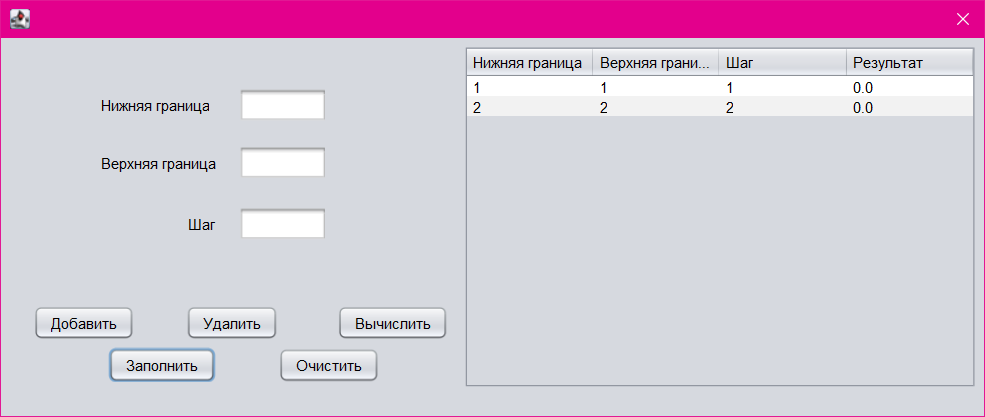 Нижняя граница
Верхняя граница
Шаг
Добавить Удалить Вычислить
Заполнить Очистить
Нижняя граница Верхняя грани... Шаг Результат
1 1 1 0.0
2 2 2 0.0